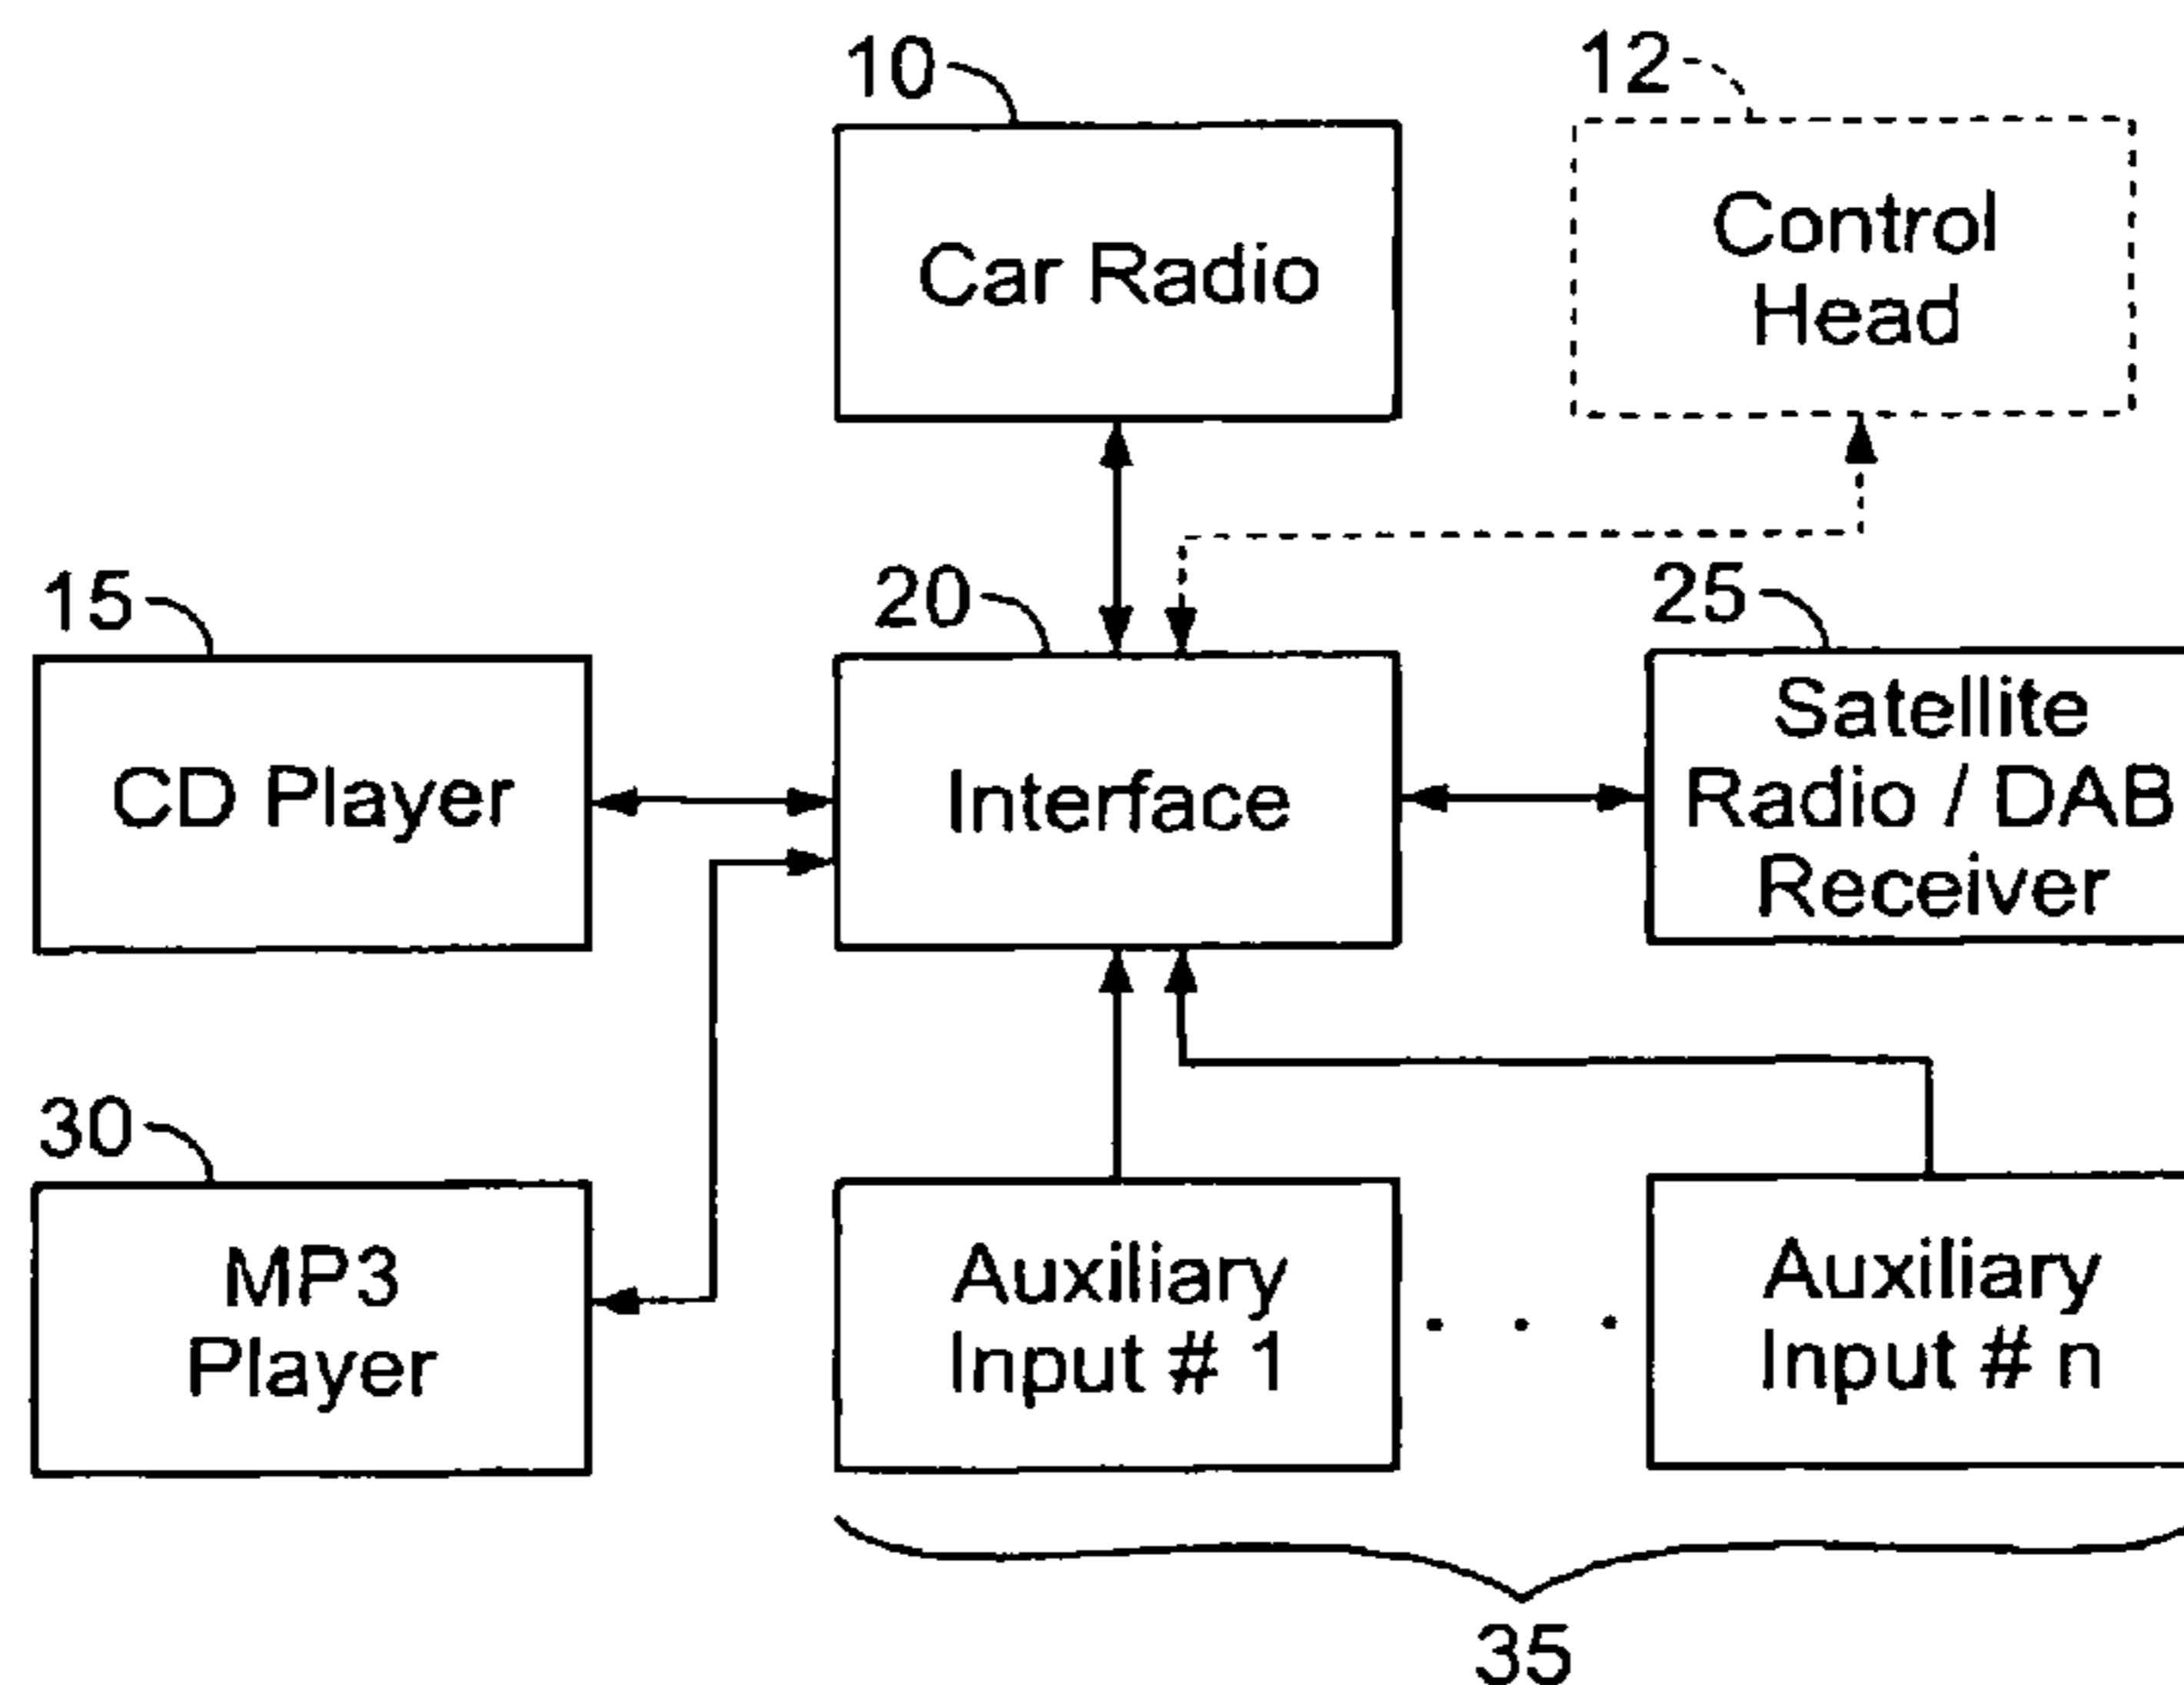 10
12
Car Radio
Control
Head
15
20
25
CD Player
Interface
Satellite
Radio / DAB
Receiver
30
MP3
Player
Auxiliary
Input # 1
. . .
Auxiliary
Input # n
35